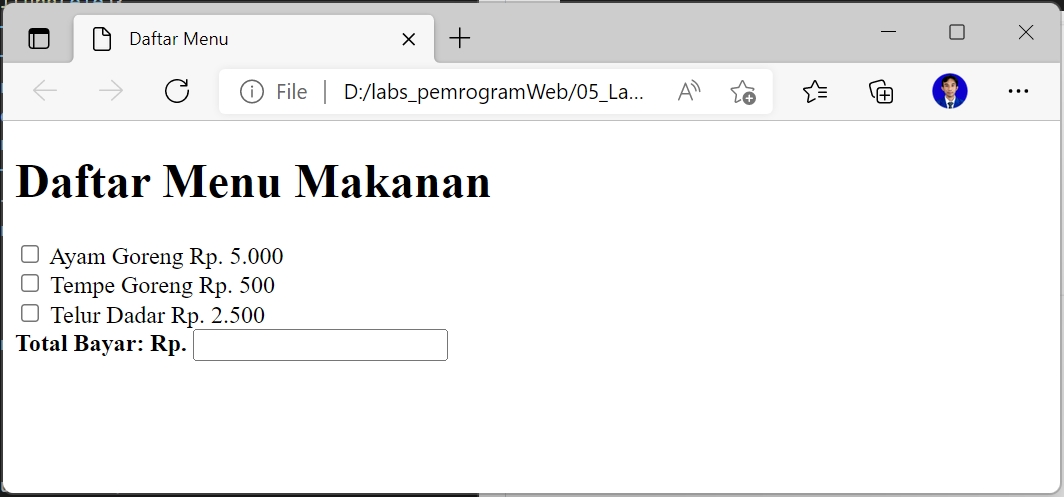 Daftar Menu
File
D:/labs_pemrogramWeb/05_La...
Daftar Menu Makanan
Ayam Goreng Rp. 5.000
Tempe Goreng Rp. 500
Telur Dadar Rp. 2.500
Total Bayar: Rp.